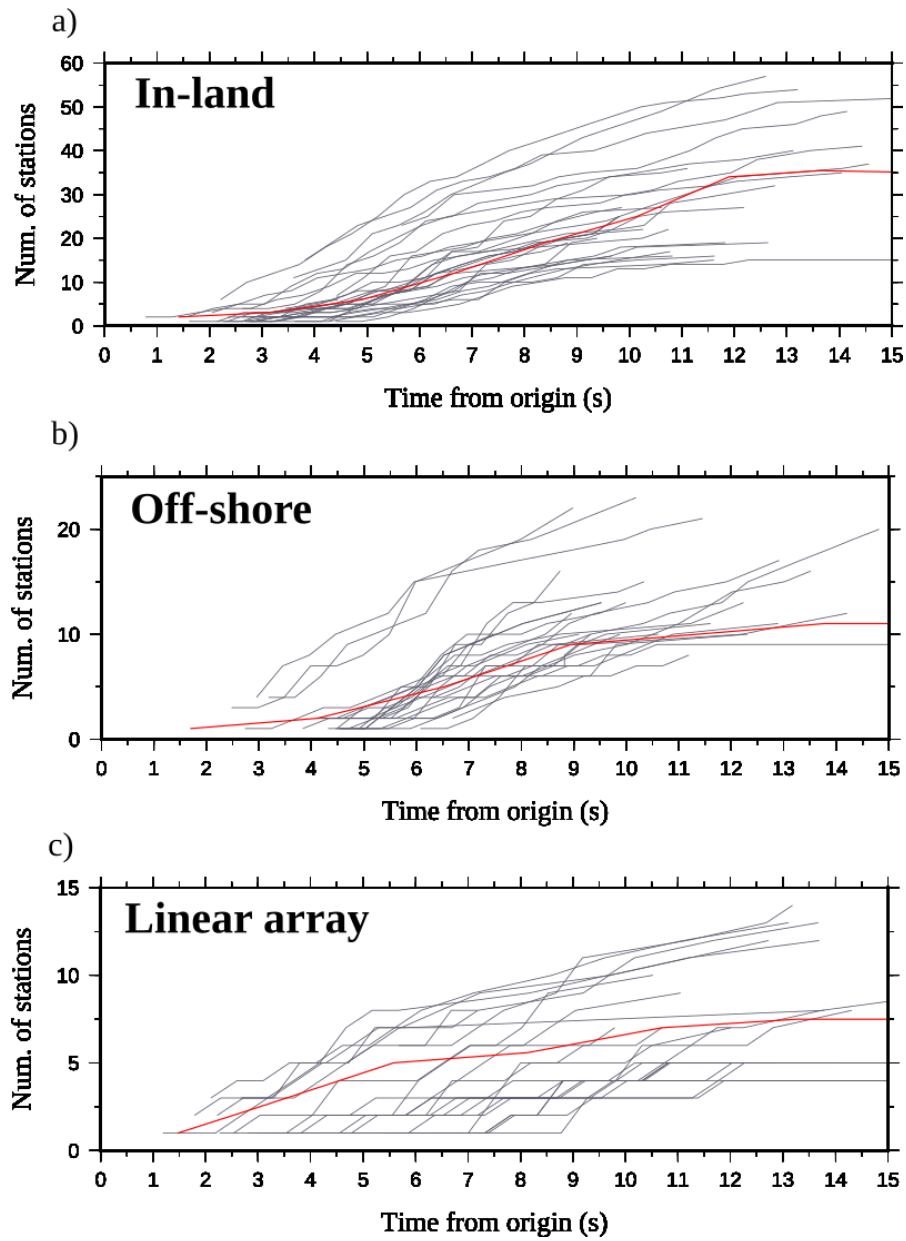 a)
In-land
Num. of stations
60
50
40
30
20
10
0
0 1 2 3 4 5 6 7 8 9 10 11 12 13 14 15
Time from origin (s)
b)
Off-shore
Num. of stations
20
10
0
0 1 2 3 4 5 6 7 8 9 10 11 12 13 14 15
Time from origin (s)
c)
Linear array
Num. of stations
15
10
5
0
0 1 2 3 4 5 6 7 8 9 10 11 12 13 14 15
Time from origin (s)